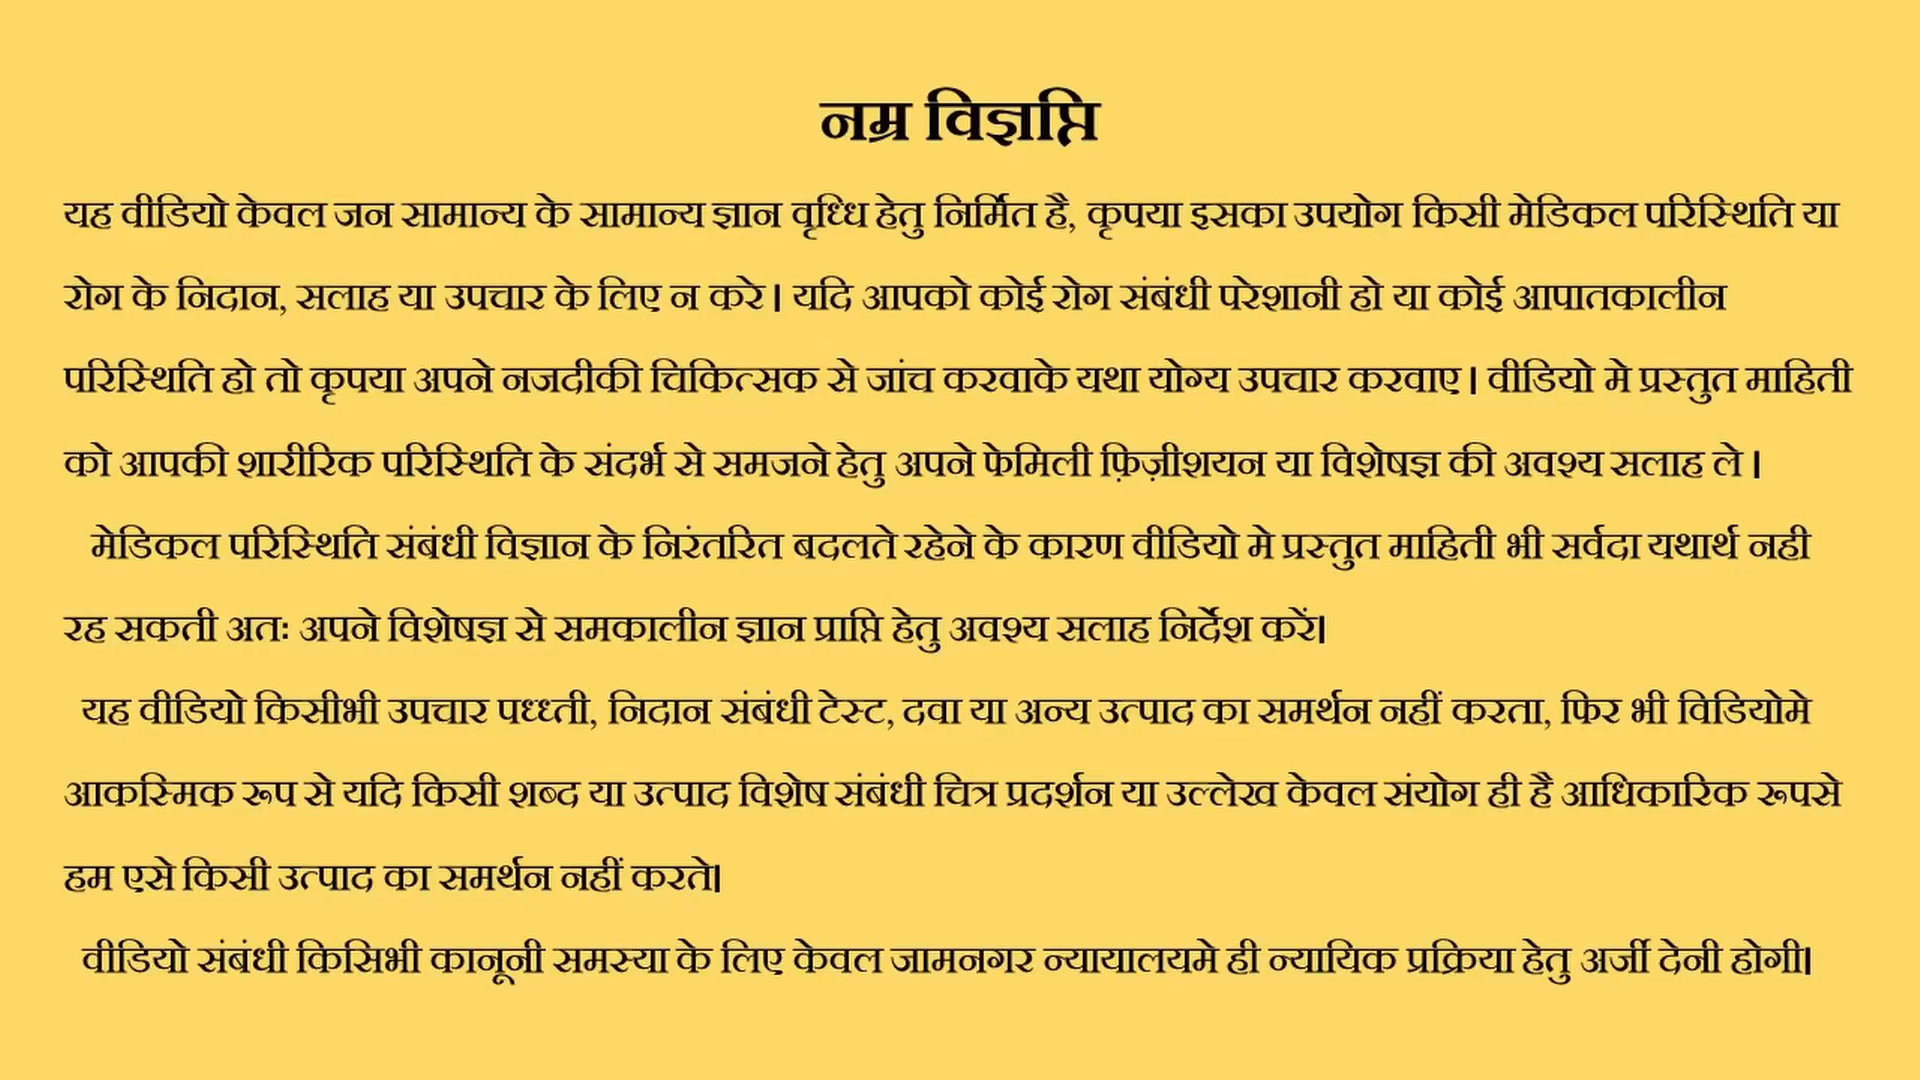 नम्र विज्ञप्ति
यह वीडियो केवल जन सामान्य के सामान्य ज्ञान वृध्धि हेतु निर्मित है, कृपया इसका उपयोग किसी मेडिकल परिस्थिति या
रोग के निदान, सलाह या उपचार के लिए न करे । यदि आपको कोई रोग संबंधी परेशानी हो या कोई आपातकालीन
परिस्थिति हो तो कृपया अपने नजदीकी चिकित्सक से जांच करवाके यथा योग्य उपचार करवाए । वीडियो मे प्रस्तुत माहिती
को आपकी शारीरिक परिस्थिति के संदर्भ से समजने हेतु अपने फेमिली फ़िज़ीशयन या विशेषज्ञ की अवश्य सलाह ले ।
मेडिकल परिस्थिति संबंधी विज्ञान के निरंतरित बदलते रहेने के कारण वीडियो मे प्रस्तुत माहिती भी सर्वदा यथार्थ नही
रह सकती अतः अपने विशेषज्ञ से समकालीन ज्ञान प्राप्ति हेतु अवश्य सलाह निर्देश करें।
यह वीडियो किसीभी उपचार पध्ध्ती, निदान संबंधी टेस्ट, दवा या अन्य उत्पाद का समर्थन नहीं करता, फिर भी विडियोमे
आकस्मिक रूप से यदि किसी शब्द या उत्पाद विशेष संबंधी चित्र प्रदर्शन या उल्लेख केवल संयोग ही है आधिकारिक रूपसे
हम एसे किसी उत्पाद का समर्थन नहीं करते।
वीडियो संबंधी किसिभी कानूनी समस्या के लिए केवल जामनगर न्यायालयमे ही न्यायिक प्रक्रिया हेतु अर्जी देनी होगी।